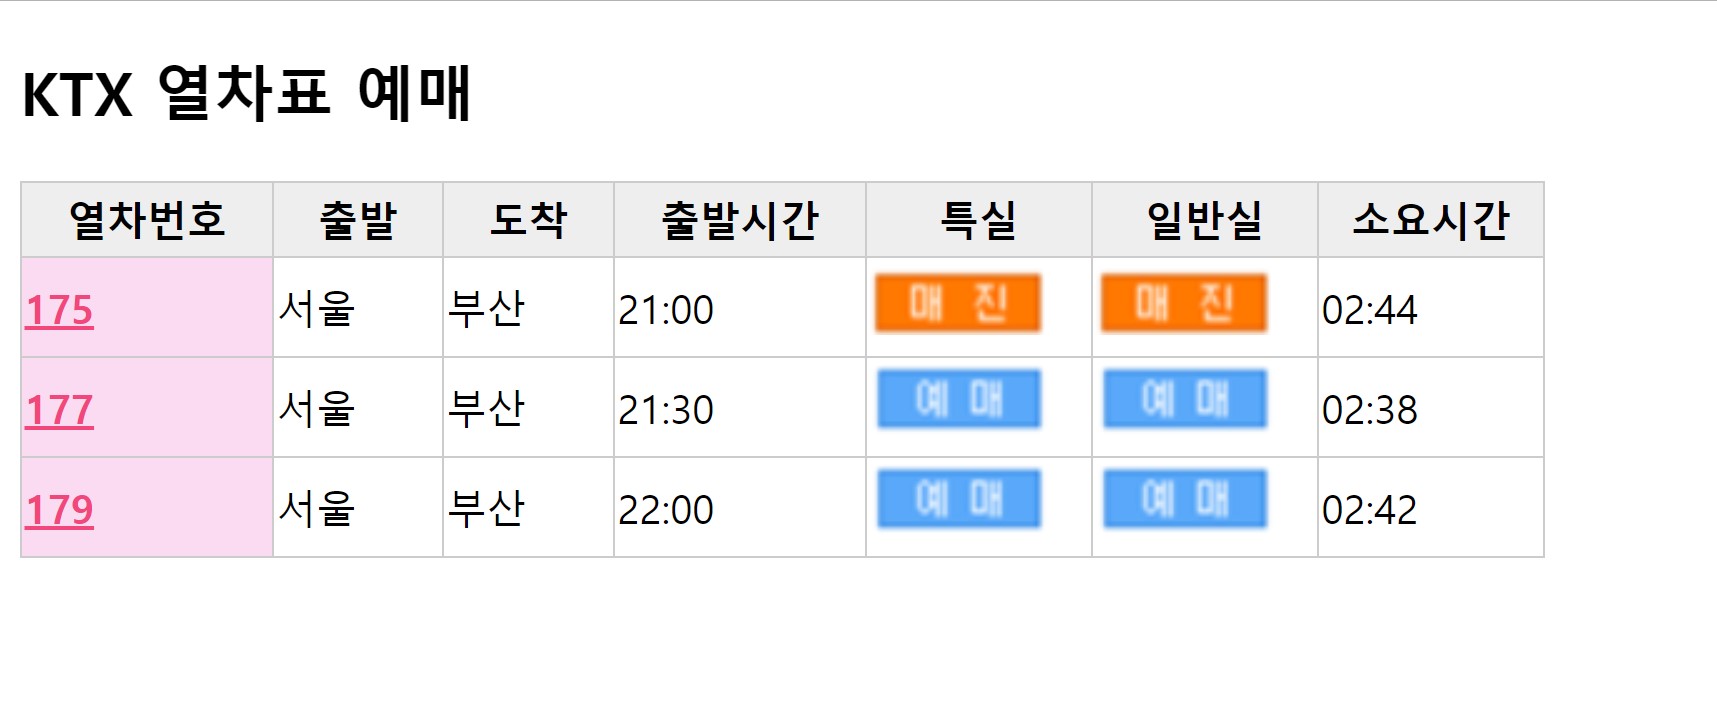 KTX 열차표 예매
열차번호 출발 도착 출발시간 특실 일반실 소요시간
175 서울 부산 21:00 매 진 매 진 02:44
177 서울 부산 21:30 예 매 예 매 02:38
179 서울 부산 22:00 예 매 예 매 02:42